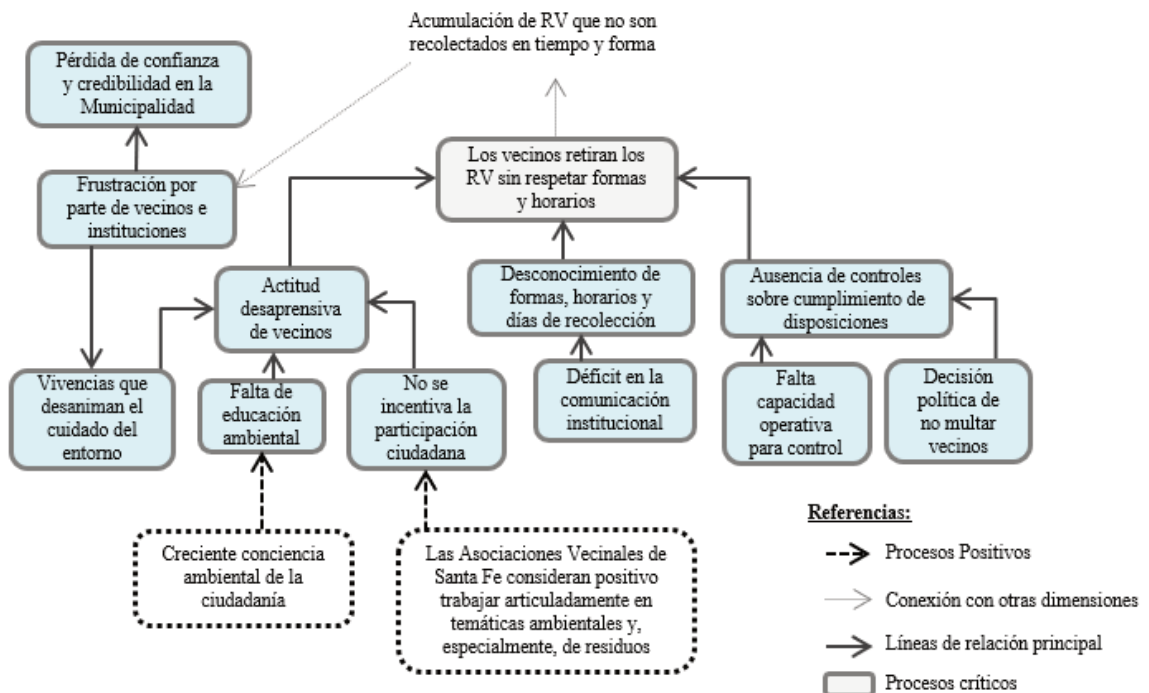 Acumulación de RV que no son
recolectados en tiempo y forma
Pérdida de confianza
y credibilidad en la
Municipalidad
Los vecinos retiran los
RV sin respetar formas
y horarios
Frustración por
parte de vecinos e
instituciones
Actitud
desaprensiva
de vecinos
Desconocimiento de
formas, horarios y
días de recolección
Ausencia de controles
sobre cumplimiento de
disposiciones
Vivencias que
desaniman el
cuidado del
entorno
Falta de
educación
ambiental
No se
incentiva la
participación
ciudadana
Déficit en la
comunicación
institucional
Falta
capacidad
operativa
para control
Decisión
política de
no multar
vecinos
Creciente conciencia
ambiental de la
ciudadanía
Las Asociaciones Vecinales de
Santa Fe consideran positivo
trabajar articuladamente en
temáticas ambientales y,
especialmente, de residuos
Referencias:
Procesos Positivos
Conexión con otras dimensiones
Líneas de relación principal
Procesos críticos